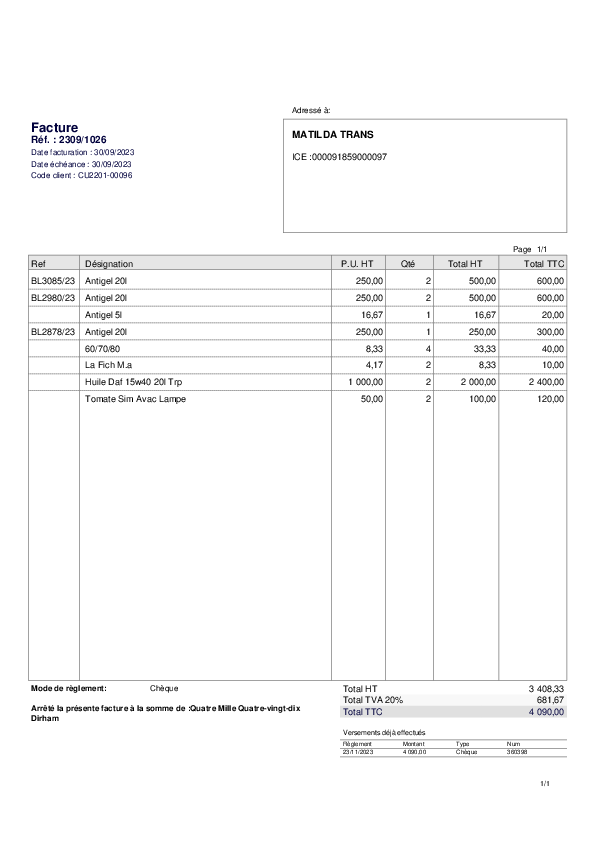 Adressé à:
Facture
Réf. : 2309/1026
Date facturation : 30/09/2023
Date échéance : 30/09/2023
Code client : CU2201-00096
MATILDA TRANS
ICE :000091859000097
Page 1/1
Ref Désignation P.U. HT Qté Total HT Total TTC
BL3085/23 Antigel 20l 250,00 2 500,00 600,00
BL2980/23 Antigel 20l 250,00 2 500,00 600,00
Antigel 5l 16,67 1 16,67 20,00
BL2878/23 Antigel 20l 250,00 1 250,00 300,00
60/70/80 8,33 4 33,33 40,00
La Fich M.a 4,17 2 8,33 10,00
Huile Daf 15w40 20l Trp 1 000,00 2 2 000,00 2 400,00
Tomate Sim Avac Lampe 50,00 2 100,00 120,00
Mode de règlement: Chèque
Arrêté la présente facture à la somme de :Quatre Mille Quatre-vingt-dix
Dirham
Total HT 3 408,33
Total TVA 20% 681,67
Total TTC 4 090,00
Versements déjà effectués
Règlement Montant Type Num
23/11/2023 4 090,00 Chèque 360398
1/1